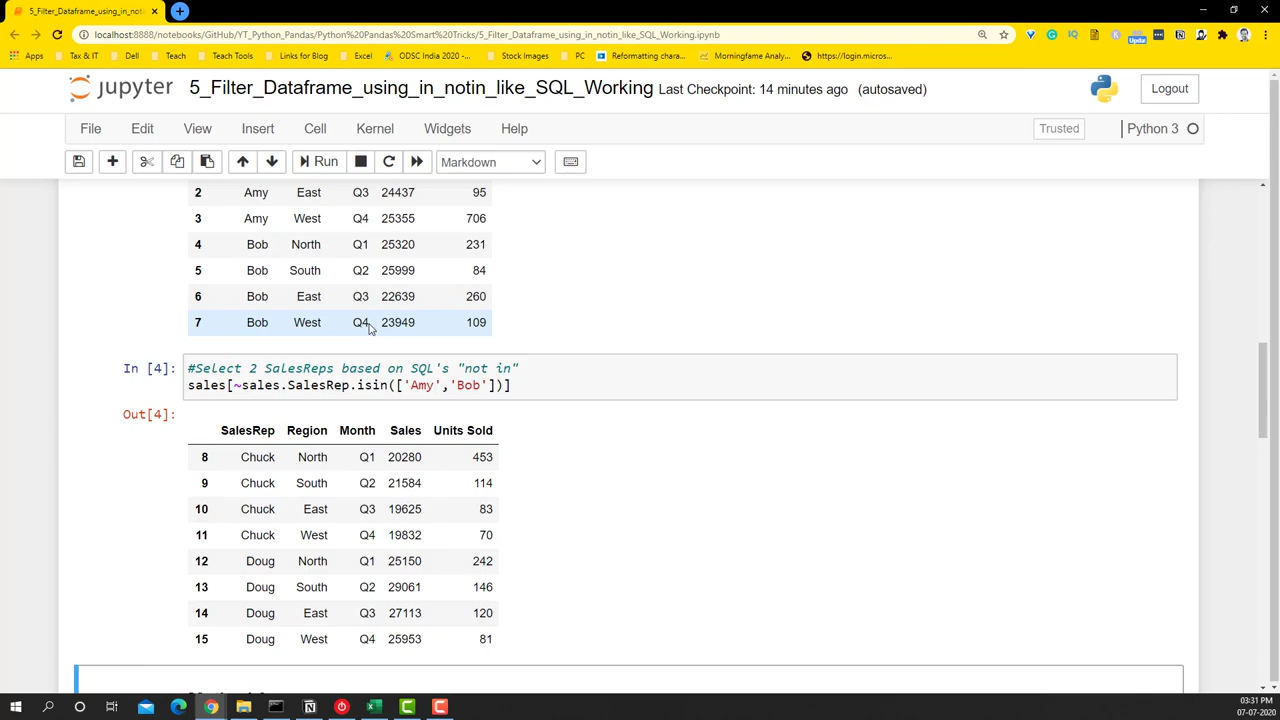 5_Filter_Dataframe_using_in_notin
localhost:8888/notebooks/GitHub/YT_Python_Pandas/Python%20Pandas%20Smart%20Tricks/5_Filter_Dataframe_using_in_notin_like_SQL_Working.ipynb
Apps Tax & IT Dell Teach Teach Tools Links for Blog Excel ODSC India 2020 -... Stock Images PC Reformatting chara... Morningfame Analy... https://login.micros...
jupyter 5_Filter_Dataframe_using_in_notin_like_SQL_Working Last Checkpoint: 14 minutes ago (autosaved) Logout
File Edit View Insert Cell Kernel Widgets Help Trusted Python 3
Run Markdown
2 Amy East Q3 24437 95
3 Amy West Q4 25355 706
4 Bob North Q1 25320 231
5 Bob South Q2 25999 84
6 Bob East Q3 22639 260
7 Bob West Q4 23949 109
In [4]: #Select 2 SalesReps based on SQL's "not in"
sales[~sales.SalesRep.isin(['Amy','Bob'])]
Out[4]:
SalesRep Region Month Sales Units Sold
8 Chuck North Q1 20280 453
9 Chuck South Q2 21584 114
10 Chuck East Q3 19625 83
11 Chuck West Q4 19832 70
12 Doug North Q1 25150 242
13 Doug South Q2 29061 146
14 Doug East Q3 27113 120
15 Doug West Q4 25953 81
03:31 PM
07-07-2020